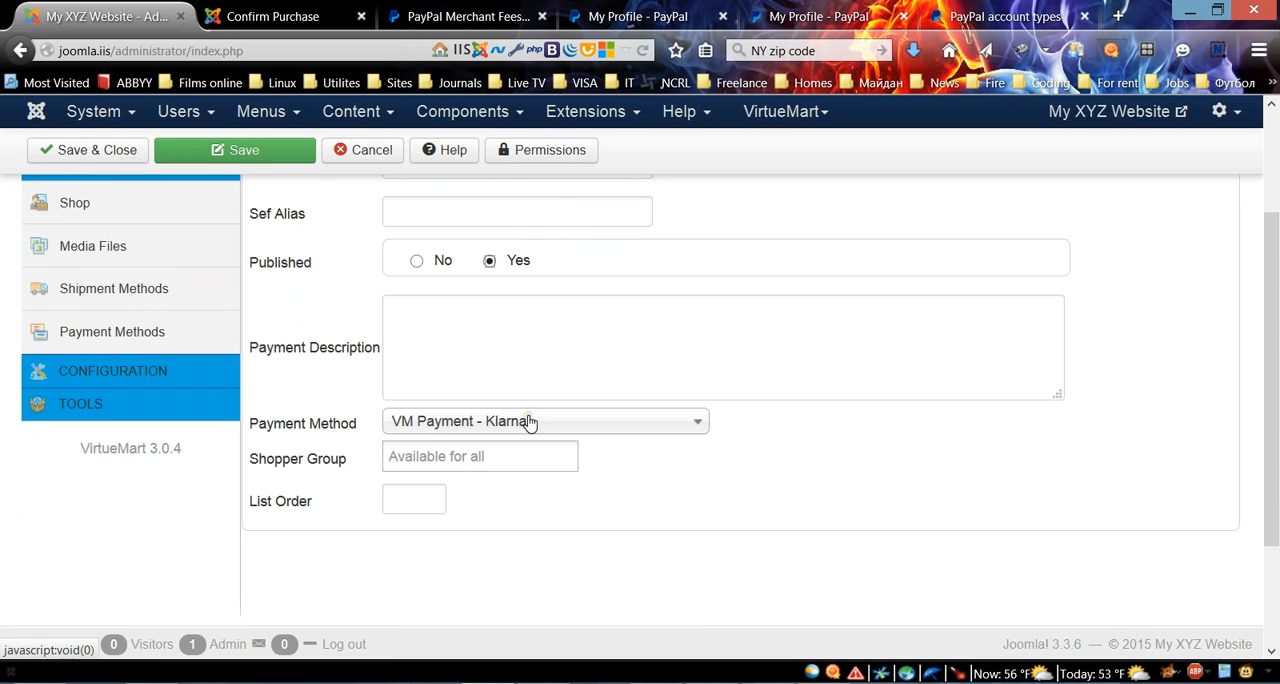 My XYZ Website - Ad...
Confirm Purchase
PayPal Merchant Fees...
My Profile - PayPal
My Profile - PayPal
PayPal account types
joomla.iis/administrator/index.php
IIS
php
B
NY zip code
Most Visited
ABBYY
Films online
Linux
Utilites
Sites
Journals
Live TV
VISA
IT
NCRL
Freelance
Homes
Майдан
News
Fire
Coding
For rent
Jobs
Футбол
System
Users
Menus
Content
Components
Extensions
Help
VirtueMart
My XYZ Website
Save & Close
Save
Cancel
Help
Permissions
Shop
Media Files
Shipment Methods
Payment Methods
CONFIGURATION
TOOLS
VirtueMart 3.0.4
Sef Alias
Published
No
Yes
Payment Description
Payment Method
VM Payment - Klarna
Shopper Group
Available for all
List Order
javascript:void(0)
0 Visitors 1 Admin 0 Log out
Joomla! 3.3.6 — © 2015 My XYZ Website
Now: 56 °F
Today: 53 °F
ABP